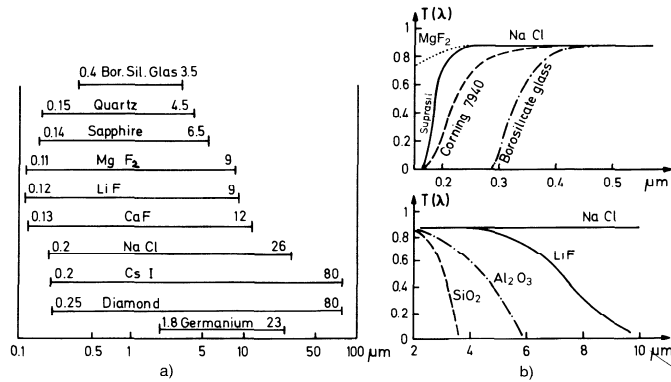 0.4 Bor. Sil. Glas 3.5
0.15 Quartz 4.5
0.14 Sapphire 6.5
0.11 Mg F2 9
0.12 Li F 9
0.13 CaF 12
0.2 Na Cl 26
0.2 Cs I 80
0.25 Diamond 80
1.8 Germanium 23
0.1 0.5 1 5 10 50 100 μm
a)
T(λ)
MgF2 Na Cl
1
0.8
0.6
0.4
0.2
0
Suprasil
Corning 7940
Borosilicate glass
0.2 0.3 0.4 0.5 μm
T(λ)
Na Cl
1
0.8
0.6
0.4
0.2
0
LiF
Al2O3
SiO2
2 4 6 8 10 μm
b)